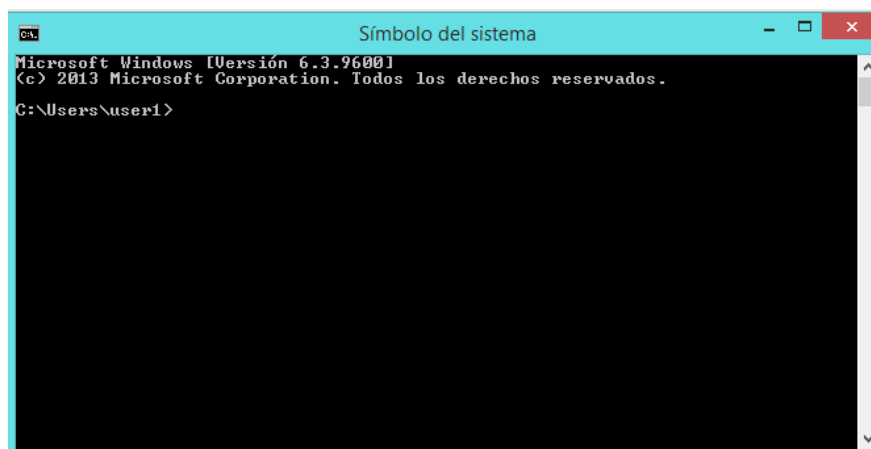 Símbolo del sistema
Microsoft Windows [Versión 6.3.9600]
(c) 2013 Microsoft Corporation. Todos los derechos reservados.
C:\Users\user1>